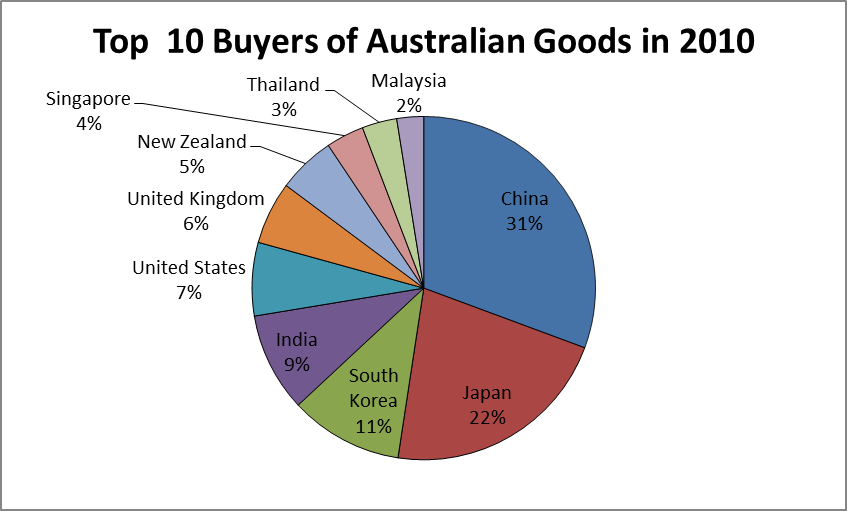 Top  10 Buyers of Australian Goods in 2010
China
31%
Japan
22%
South
Korea
11%
India
9%
United States
7%
United Kingdom
6%
New Zealand
5%
Singapore
4%
Thailand
3%
Malaysia
2%